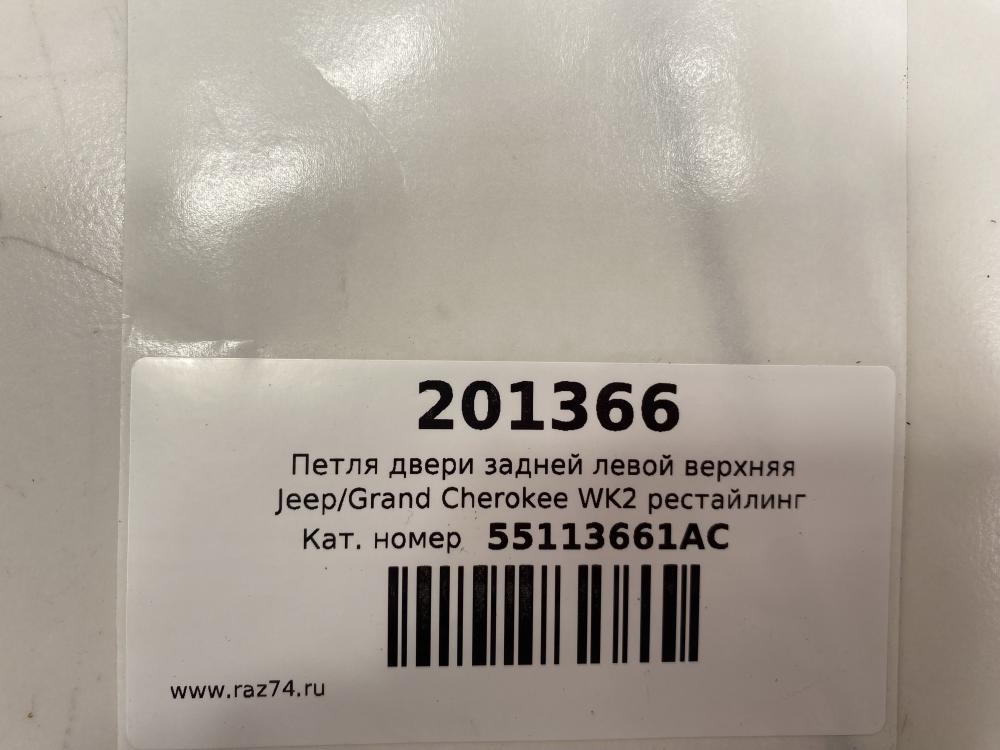 201366
Петля двери задней левой верхняя
Jeep/Grand Cherokee WK2 рестайлинг
Кат. номер 55113661AC
www.raz74.ru